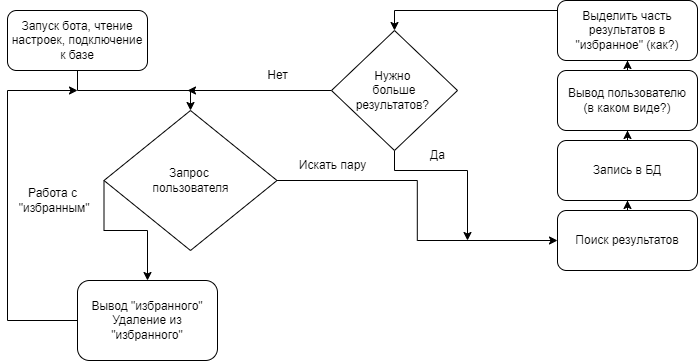 Запуск бота, чтение
настроек, подключение
к базе
Выделить часть
результатов в
"избранное" (как?)
Нет
Нужно
больше
результатов?
Вывод пользователю
(в каком виде?)
Да
Запрос
пользователя
Искать пару
Запись в БД
Работа с
"избранным"
Поиск результатов
Вывод "избранного"
Удаление из
"избранного"